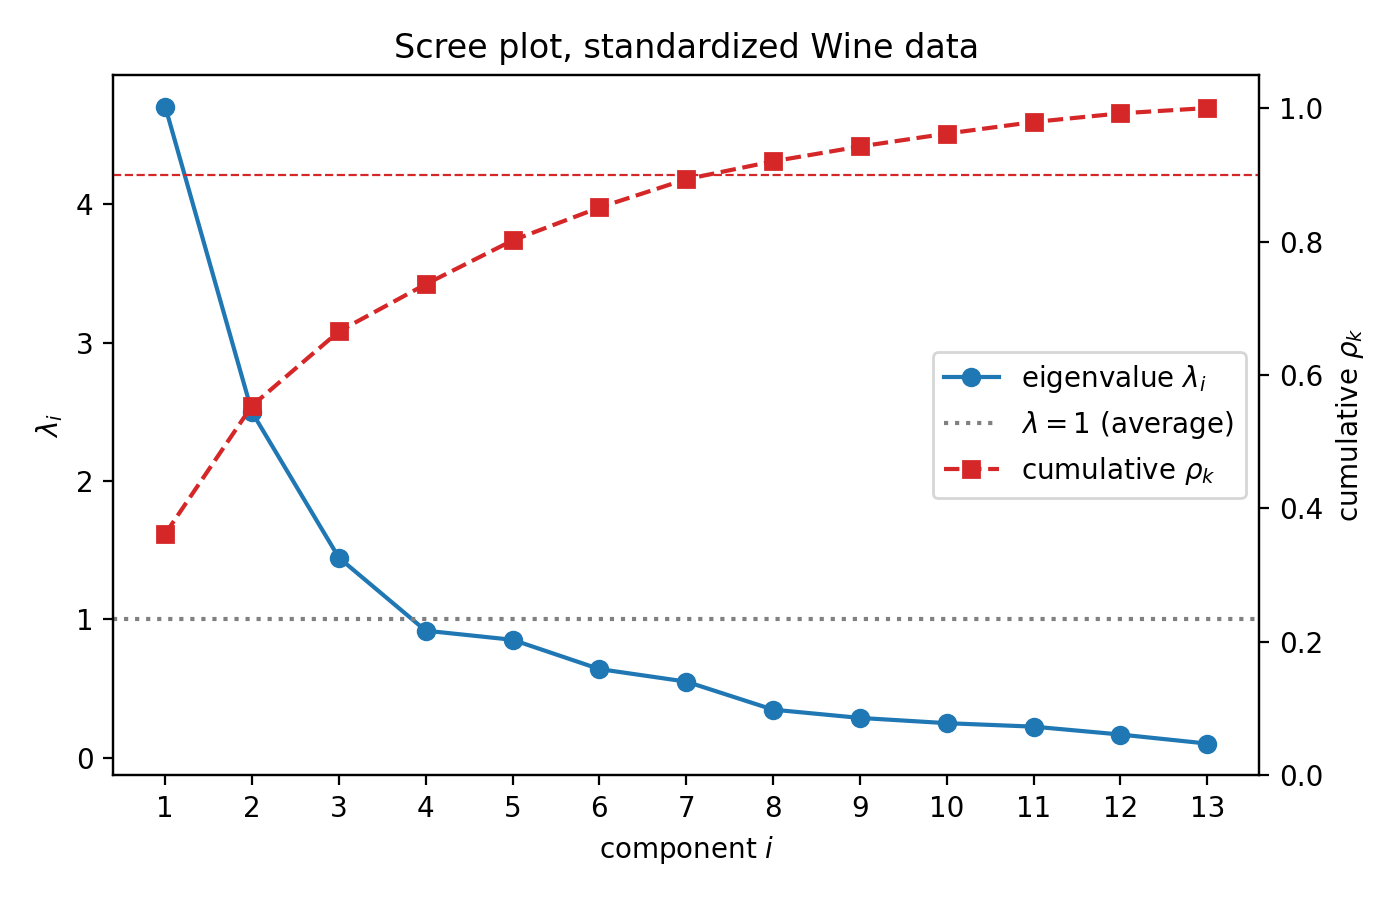 Scree plot, standardized Wine data
4
3
2
1
0
λi
1.0
0.8
0.6
0.4
0.2
0.0
cumulative ρk
eigenvalue λi
λ = 1 (average)
cumulative ρk
1 2 3 4 5 6 7 8 9 10 11 12 13
component i